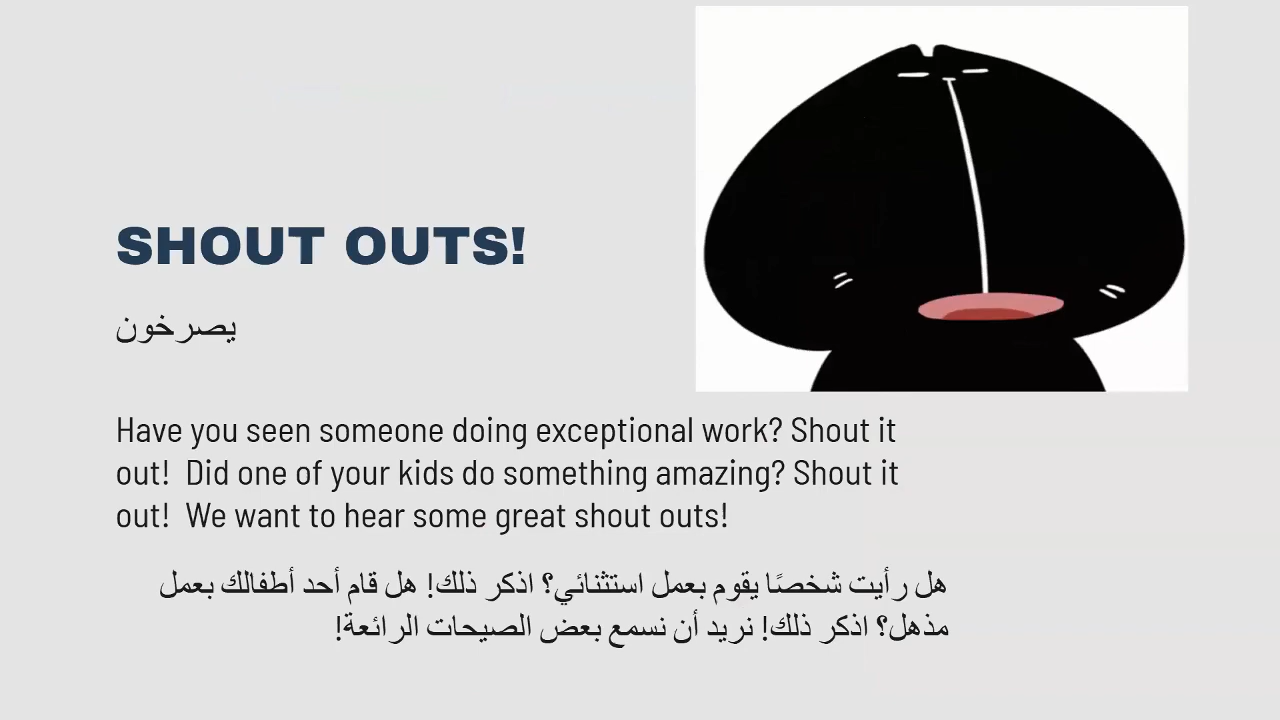 SHOUT OUTS!
يصرخون
Have you seen someone doing exceptional work? Shout it
out!  Did one of your kids do something amazing? Shout it
out!  We want to hear some great shout outs!
هل رأيت شخصًا يقوم بعمل استثنائي؟ اذكر ذلك! هل قام أحد أطفالك بعمل
مذهل؟ اذكر ذلك! نريد أن نسمع بعض الصيحات الرائعة!